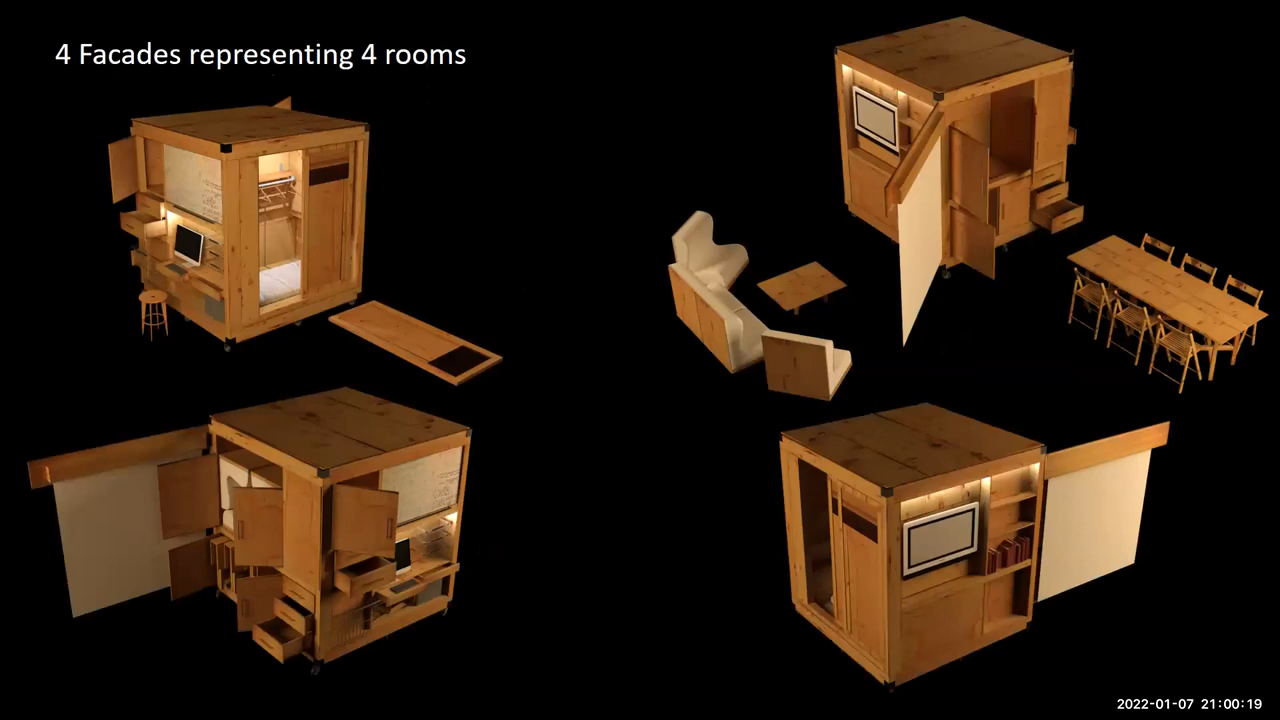 4 Facades representing 4 rooms
2022-01-07 21:00:19